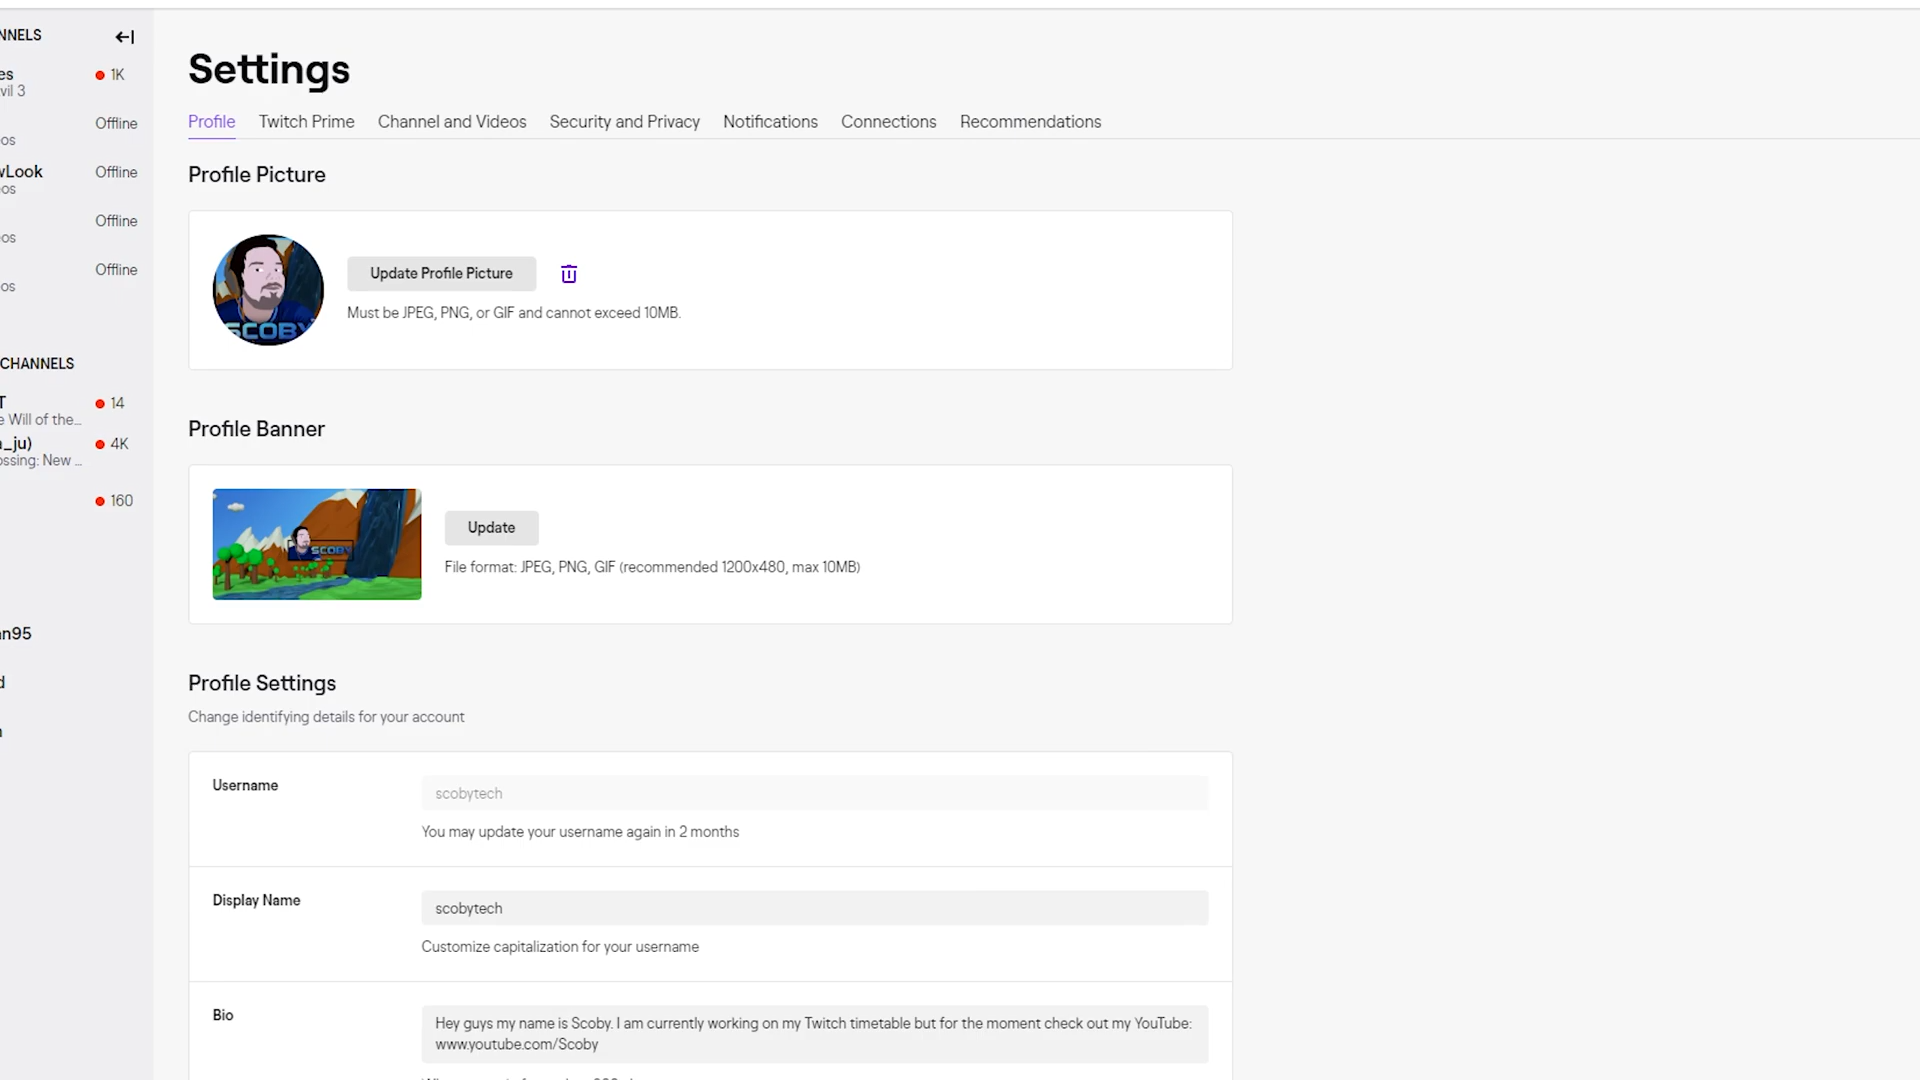 NNELS
es
1K
vil 3
Offline
os
wLook
Offline
os
Offline
os
Offline
os
CHANNELS
T
14
e Will of the...
a_ju)
4K
ossing: New ...
160
an95
d
Settings
Profile
Twitch Prime
Channel and Videos
Security and Privacy
Notifications
Connections
Recommendations
Profile Picture
SCOBY
Update Profile Picture
Must be JPEG, PNG, or GIF and cannot exceed 10MB.
Profile Banner
SCOBY
Update
File format: JPEG, PNG, GIF (recommended 1200x480, max 10MB)
Profile Settings
Change identifying details for your account
Username
scobytech
You may update your username again in 2 months
Display Name
scobytech
Customize capitalization for your username
Bio
Hey guys my name is Scoby. I am currently working on my Twitch timetable but for the moment check out my YouTube:
www.youtube.com/Scoby